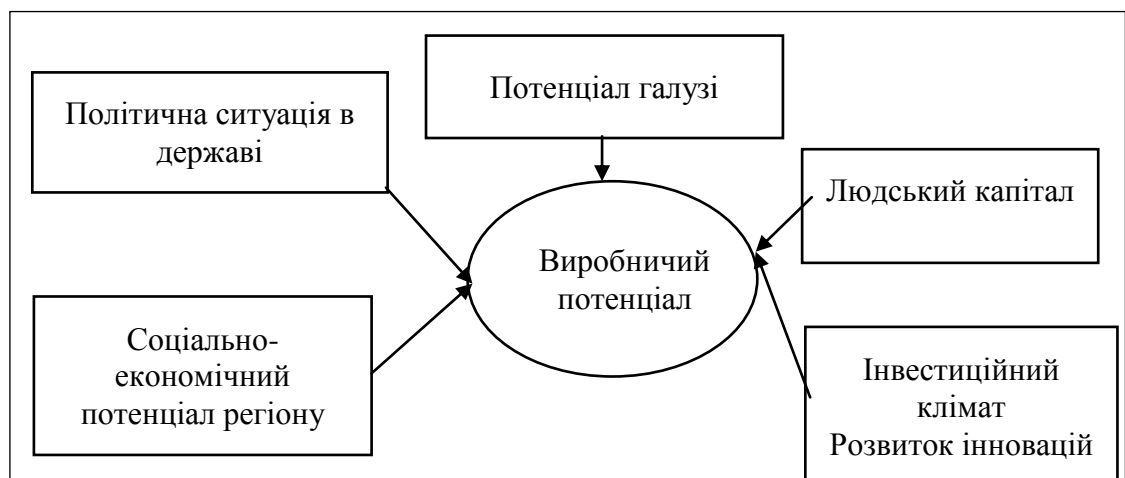 Потенціал галузі
Політична ситуація в
державі
Людський капітал
Виробничий
потенціал
Соціально-
економічний
потенціал регіону
Інвестиційний
клімат
Розвиток інновацій